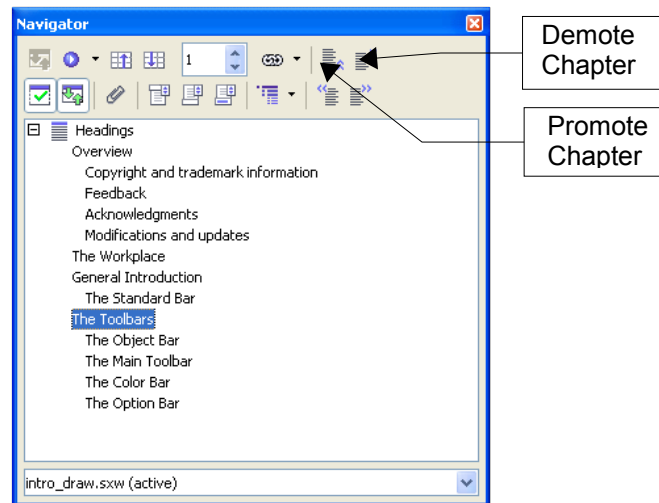 Navigator
1
Demote
Chapter
Promote
Chapter
Headings
Overview
Copyright and trademark information
Feedback
Acknowledgments
Modifications and updates
The Workplace
General Introduction
The Standard Bar
The Toolbars
The Object Bar
The Main Toolbar
The Color Bar
The Option Bar
intro_draw.sxw (active)